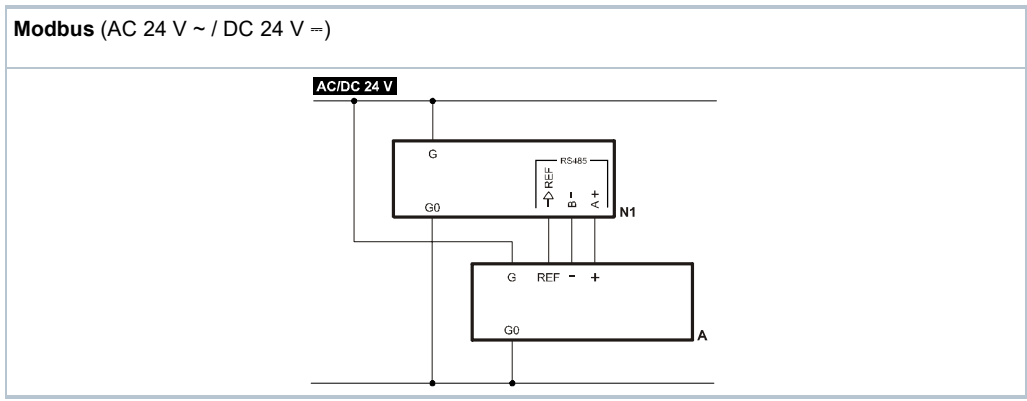 Modbus (AC 24 V ~ / DC 24 V ⎓)
AC/DC 24 V
G
RS485
REF
B -
A +
G0
N1
G REF - +
G0
A